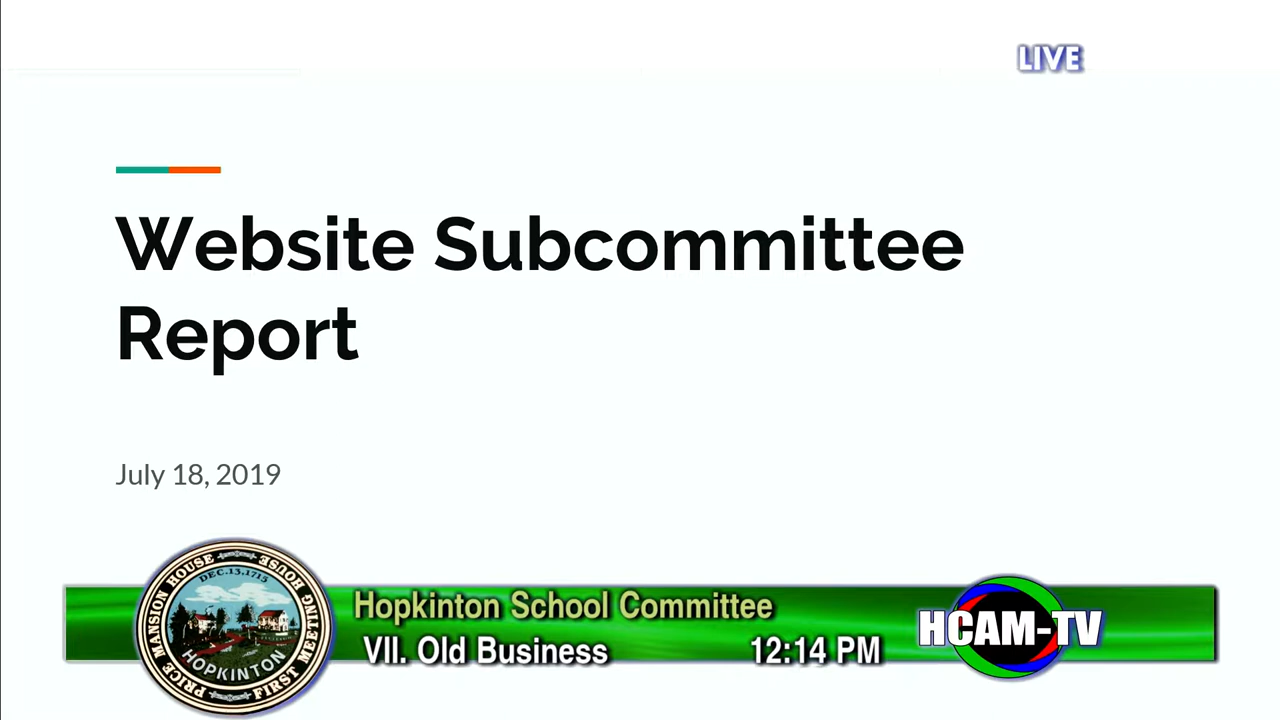 LIVE
Website Subcommittee
Report
July 18, 2019
PRICE MANSION HOUSE FIRST MEETING HOUSE
DEC.13.1715
HOPKINTON
Hopkinton School Committee
VII. Old Business 12:14 PM
HCAM-TV